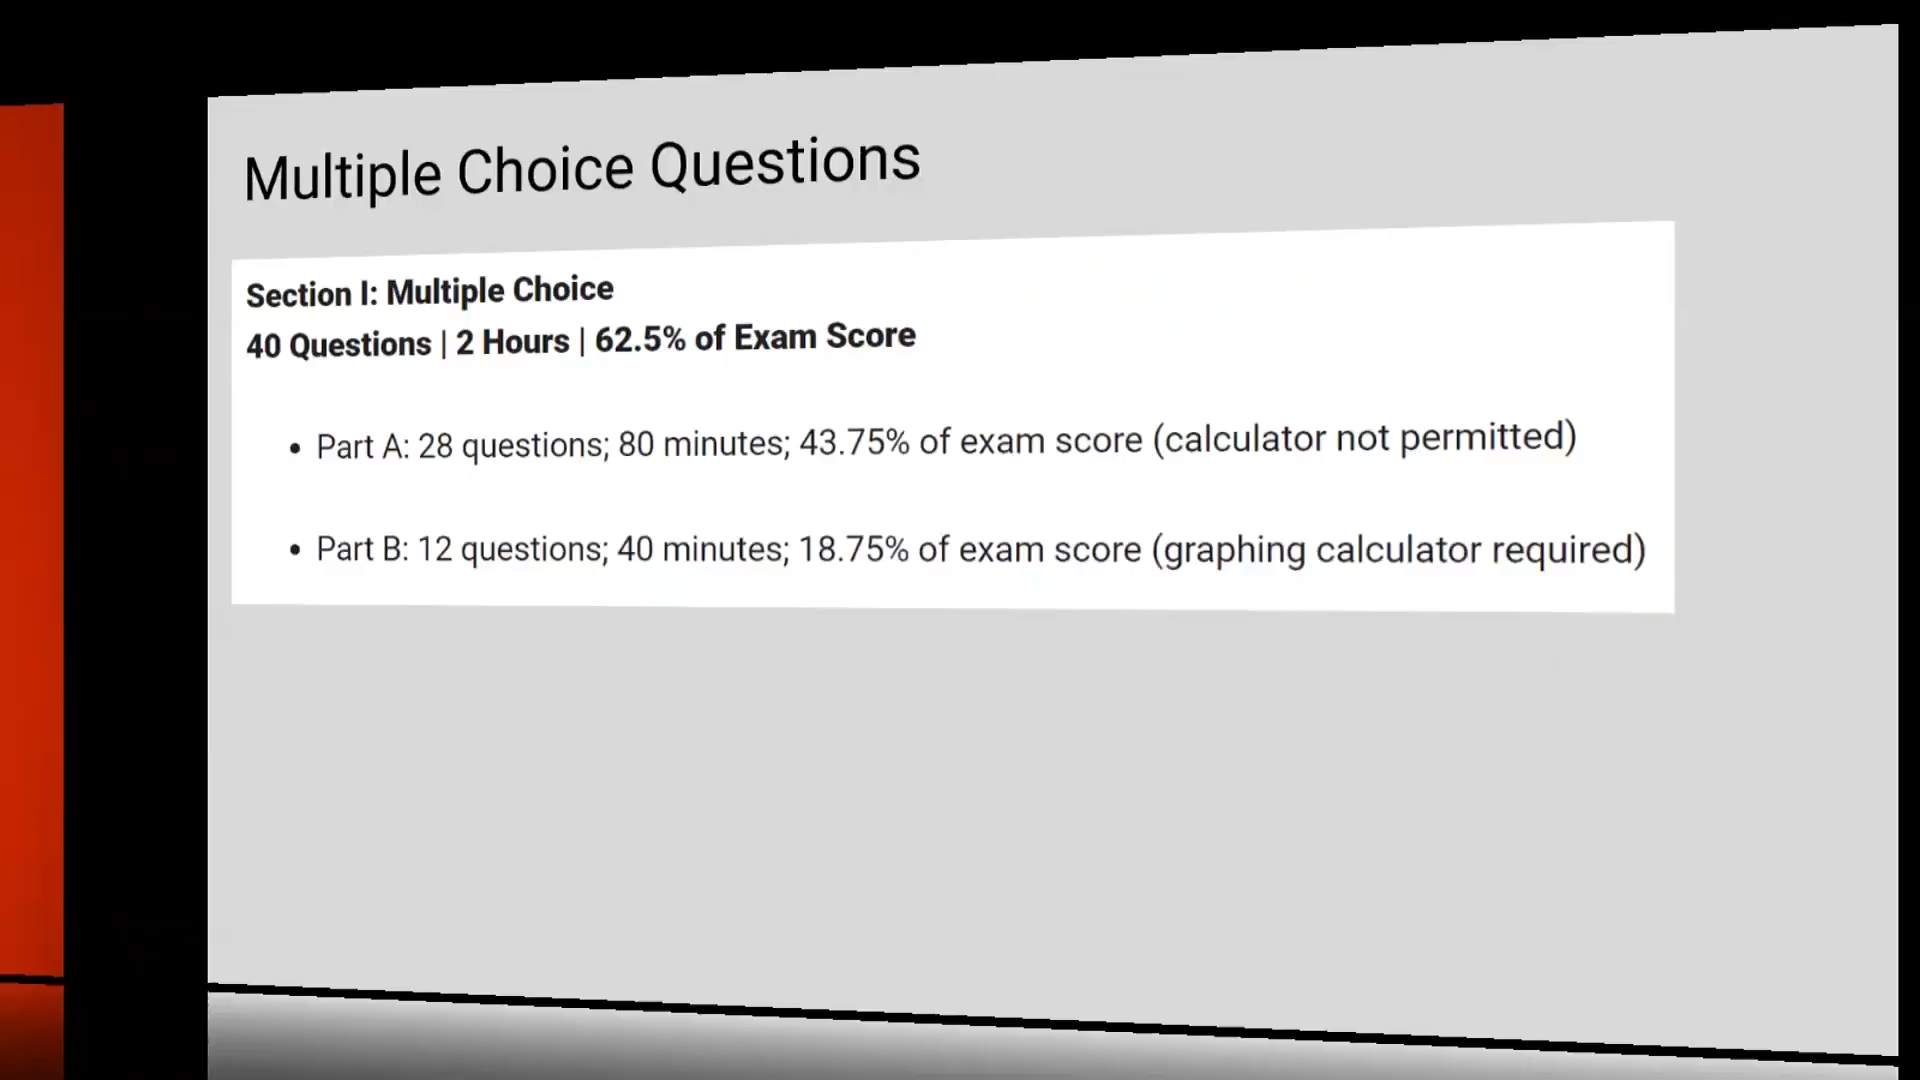 Multiple Choice Questions
Section I: Multiple Choice
40 Questions | 2 Hours | 62.5% of Exam Score
• Part A: 28 questions; 80 minutes; 43.75% of exam score (calculator not permitted)
• Part B: 12 questions; 40 minutes; 18.75% of exam score (graphing calculator required)